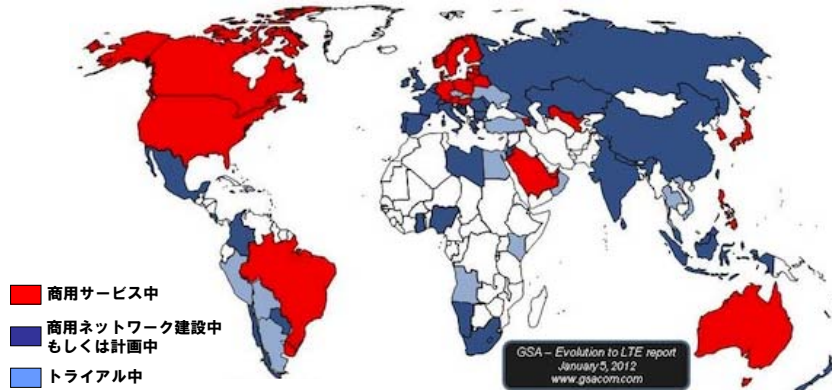 商用サービス中
商用ネットワーク建設中
もしくは計画中
トライアル中
GSA – Evolution to LTE report
January 5, 2012
www.gsacom.com